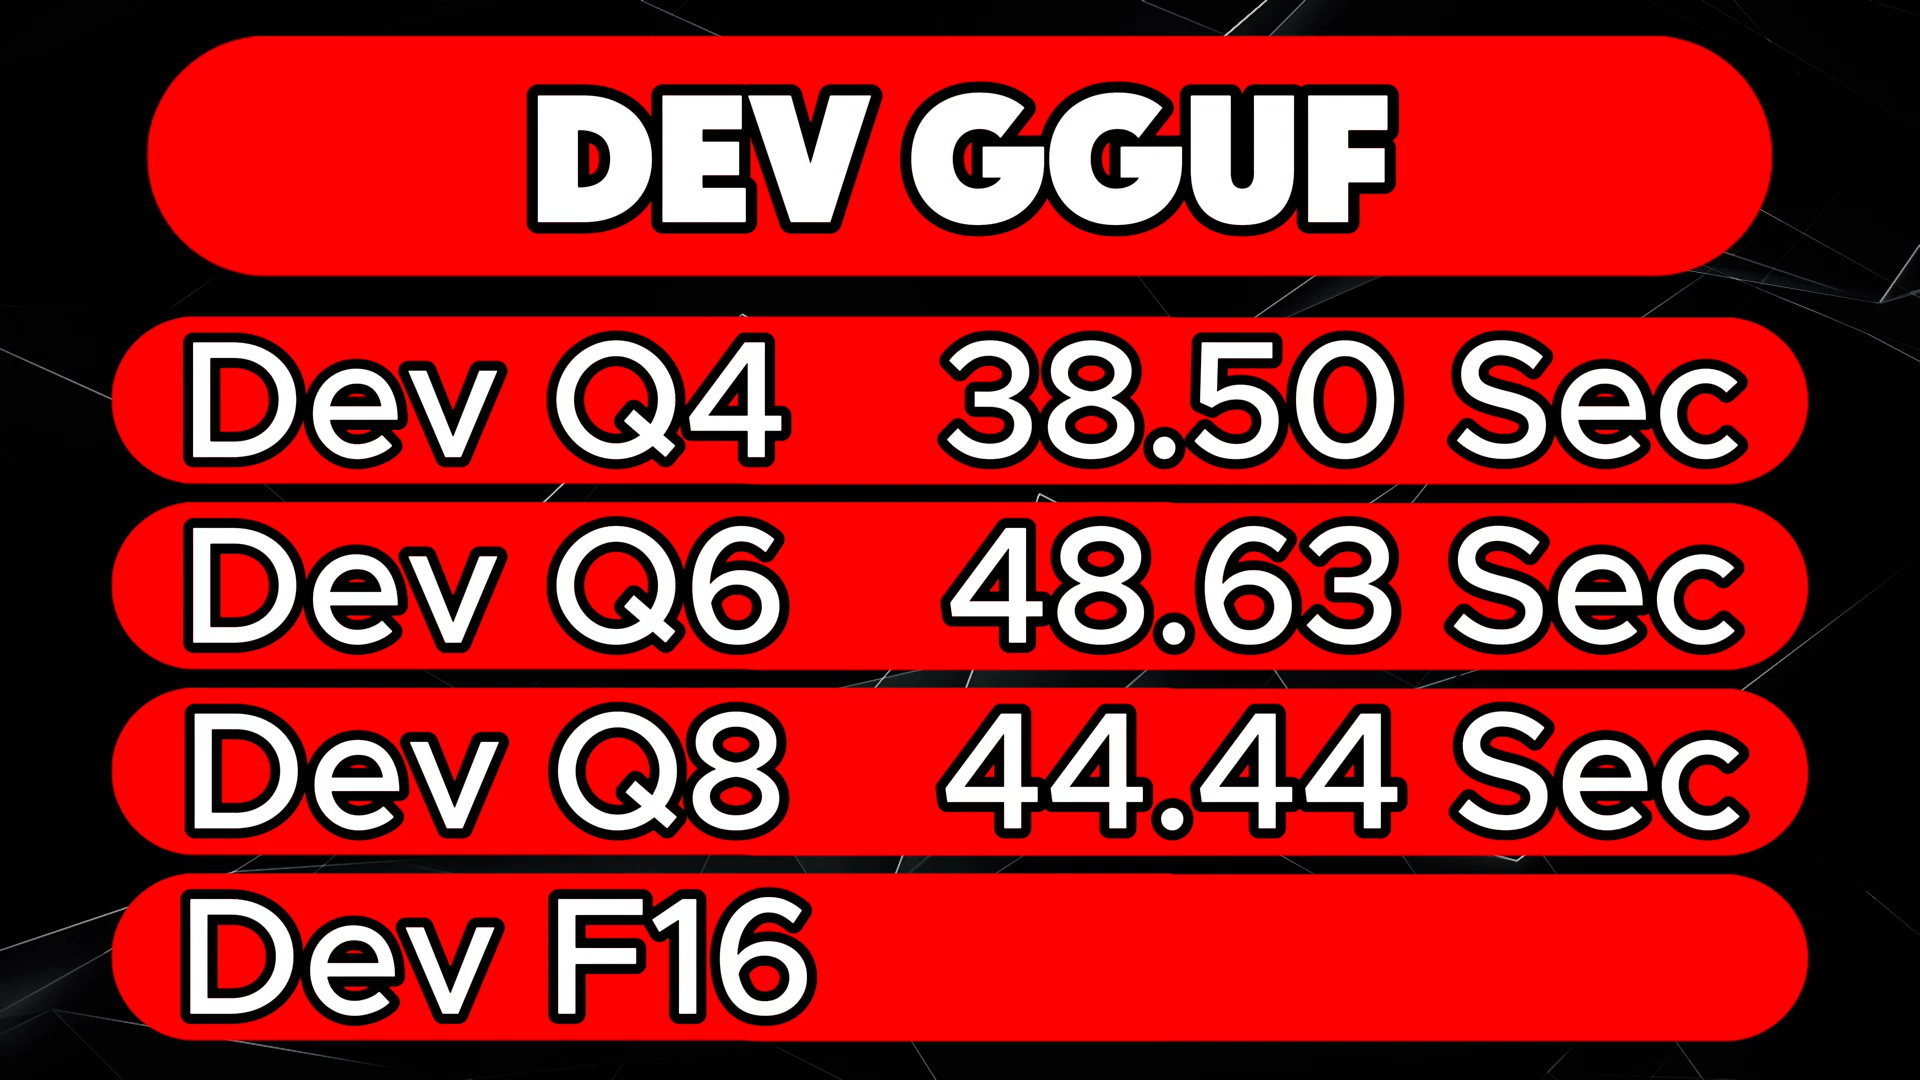 DEV GGUF
Dev Q4 38.50 Sec
Dev Q6 48.63 Sec
Dev Q8 44.44 Sec
Dev F16